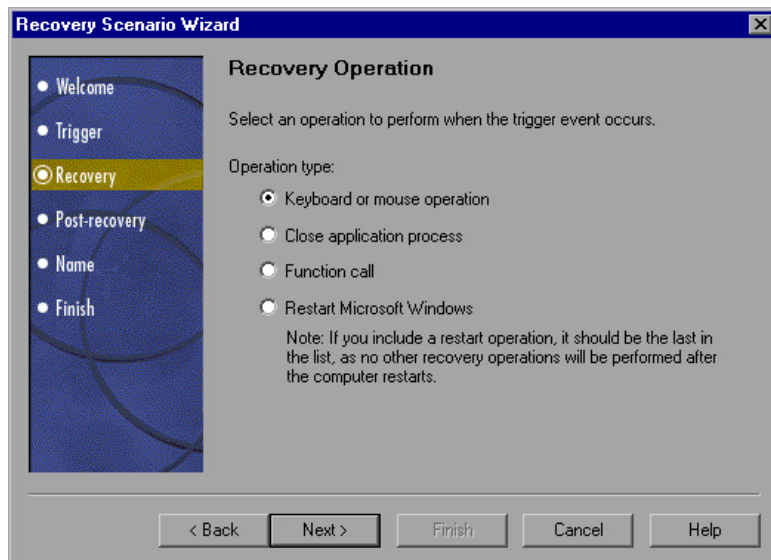 Recovery Scenario Wizard
Welcome
Trigger
Recovery
Post-recovery
Name
Finish
Recovery Operation
Select an operation to perform when the trigger event occurs.
Operation type:
Keyboard or mouse operation
Close application process
Function call
Restart Microsoft Windows
Note: If you include a restart operation, it should be the last in
the list, as no other recovery operations will be performed after
the computer restarts.
< Back
Next >
Finish
Cancel
Help